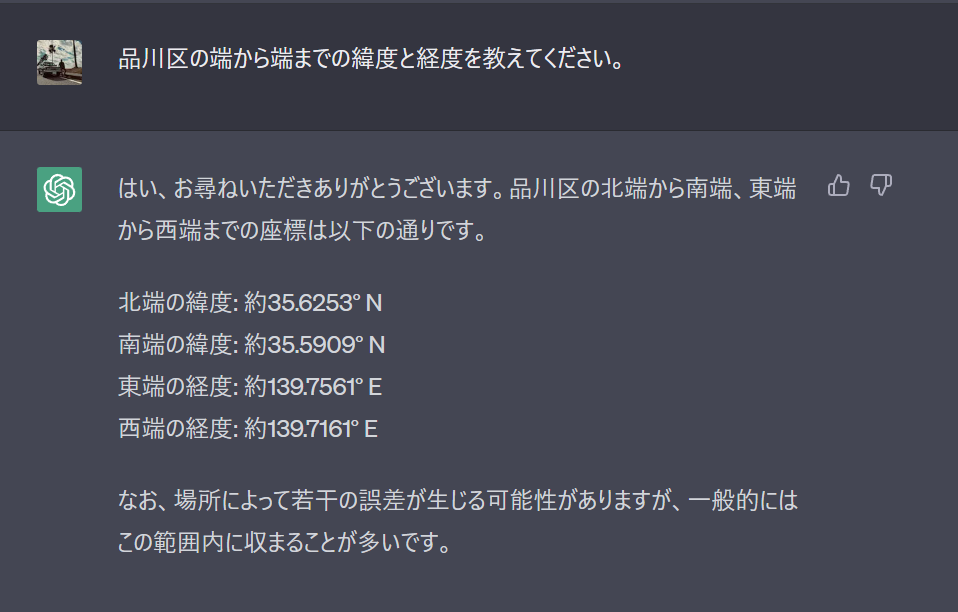 品川区の端から端までの緯度と経度を教えてください。
はい、お尋ねいただきありがとうございます。品川区の北端から南端、東端
から西端までの座標は以下の通りです。
北端の緯度: 約35.6253° N
南端の緯度: 約35.5909° N
東端の経度: 約139.7561° E
西端の経度: 約139.7161° E
なお、場所によって若干の誤差が生じる可能性がありますが、一般的には
この範囲内に収まることが多いです。